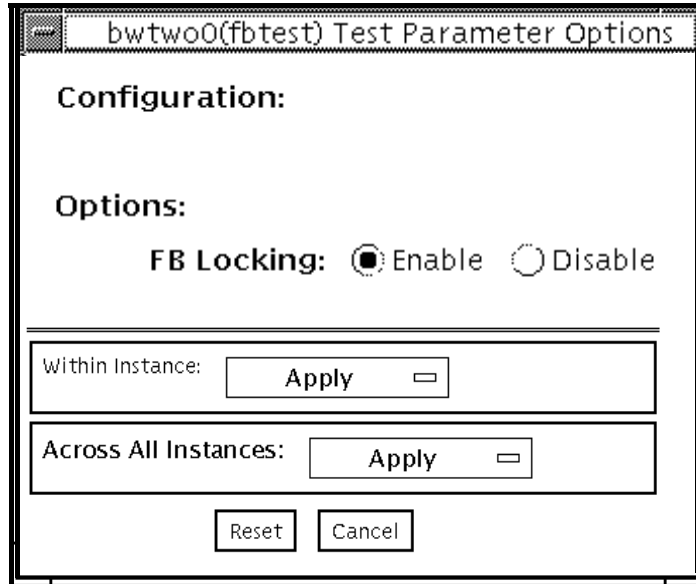 bwtwo0(fbtest) Test Parameter Options
Configuration:
Options:
FB Locking: Enable Disable
Within Instance: Apply
Across All Instances: Apply
Reset Cancel